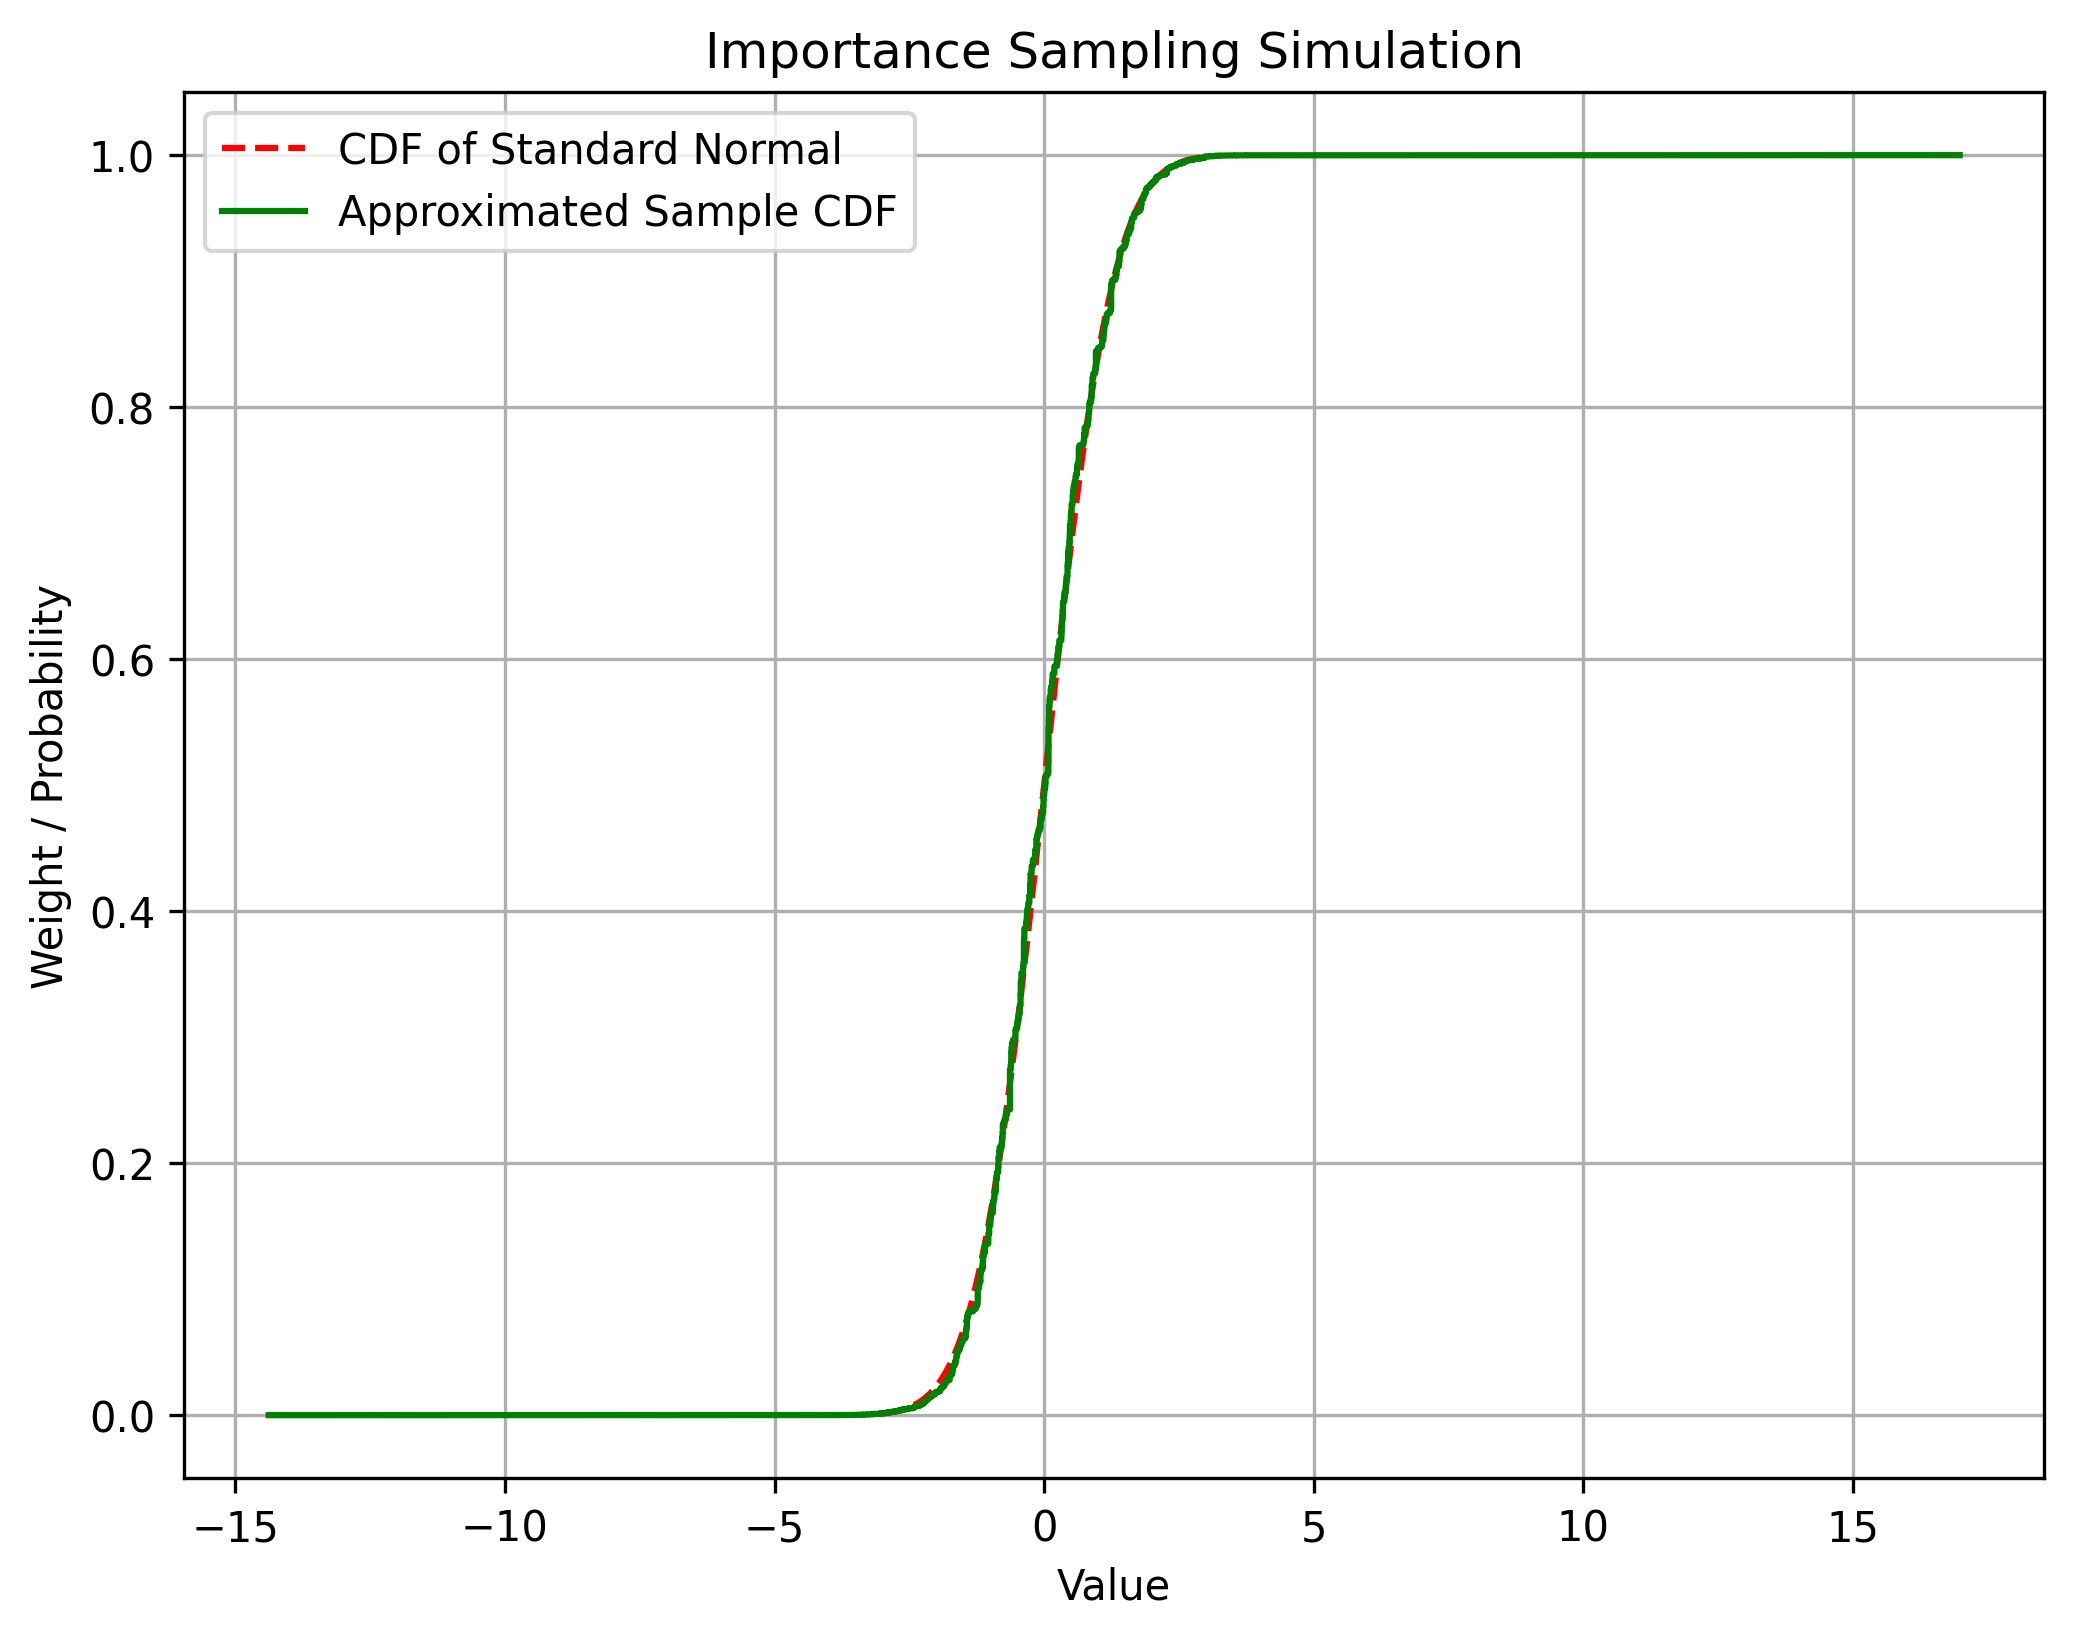 Importance Sampling Simulation
CDF of Standard Normal
Approximated Sample CDF
Weight / Probability
1.0
0.8
0.6
0.4
0.2
0.0
−15 −10 −5 0 5 10 15
Value